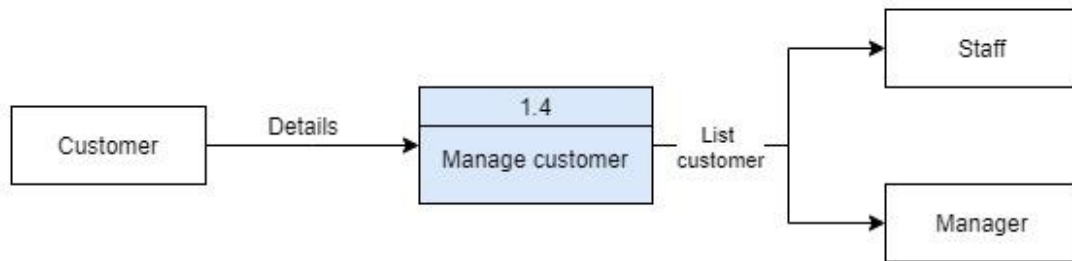 Staff
1.4
Details
List
customer
Customer
Manage customer
Manager